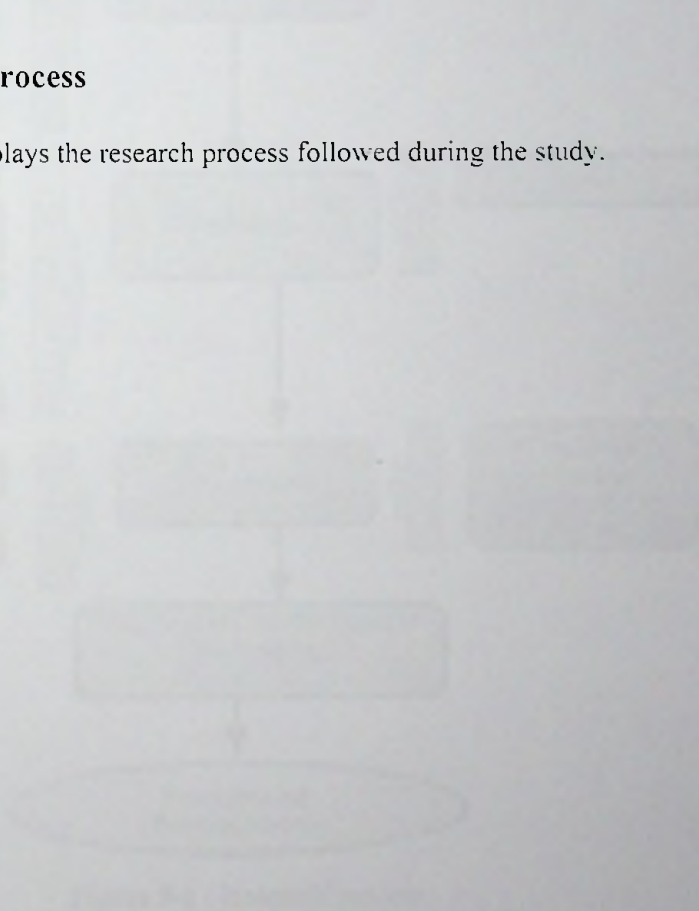 rocess
lays the research process followed during the study.